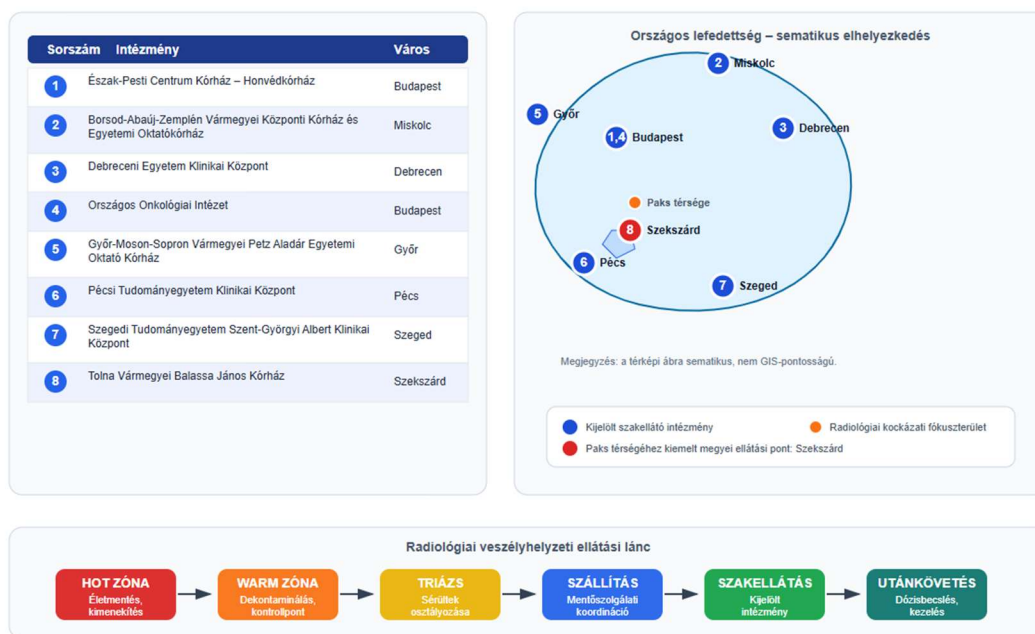 Sorszám Intézmény Város
1 Észak-Pesti Centrum Kórház – Honvédkórház Budapest
2 Borsod-Abaúj-Zemplén Vármegyei Központi Kórház és
Egyetemi Oktatókórház Miskolc
3 Debreceni Egyetem Klinikai Központ Debrecen
4 Országos Onkológiai Intézet Budapest
5 Győr-Moson-Sopron Vármegyei Petz Aladár Egyetemi
Oktató Kórház Győr
6 Pécsi Tudományegyetem Klinikai Központ Pécs
7 Szegedi Tudományegyetem Szent-Györgyi Albert Klinikai
Központ Szeged
8 Tolna Vármegyei Balassa János Kórház Szekszárd
Országos lefedettség – sematikus elhelyezkedés
2 Miskolc
5 Győr
1,4 Budapest
3 Debrecen
Paks térsége
8 Szekszárd
6 Pécs
7 Szeged
Megjegyzés: a térképi ábra sematikus, nem GIS-pontosságú.
Kijelölt szakellátó intézmény
Radiológiai kockázati fókuszterület
Paks térségéhez kiemelt megyei ellátási pont: Szekszárd
Radiológiai veszélyhelyzeti ellátási lánc
HOT ZÓNA
Életmentés,
kimenekítés
WARM ZÓNA
Dekontaminálás,
kontrollpont
TRIÁZS
Sérültek
osztályozása
SZÁLLÍTÁS
Mentőszolgálati
koordináció
SZAKELLÁTÁS
Kijelölt
intézmény
UTÁNKÖVETÉS
Dózisbecslés,
kezelés